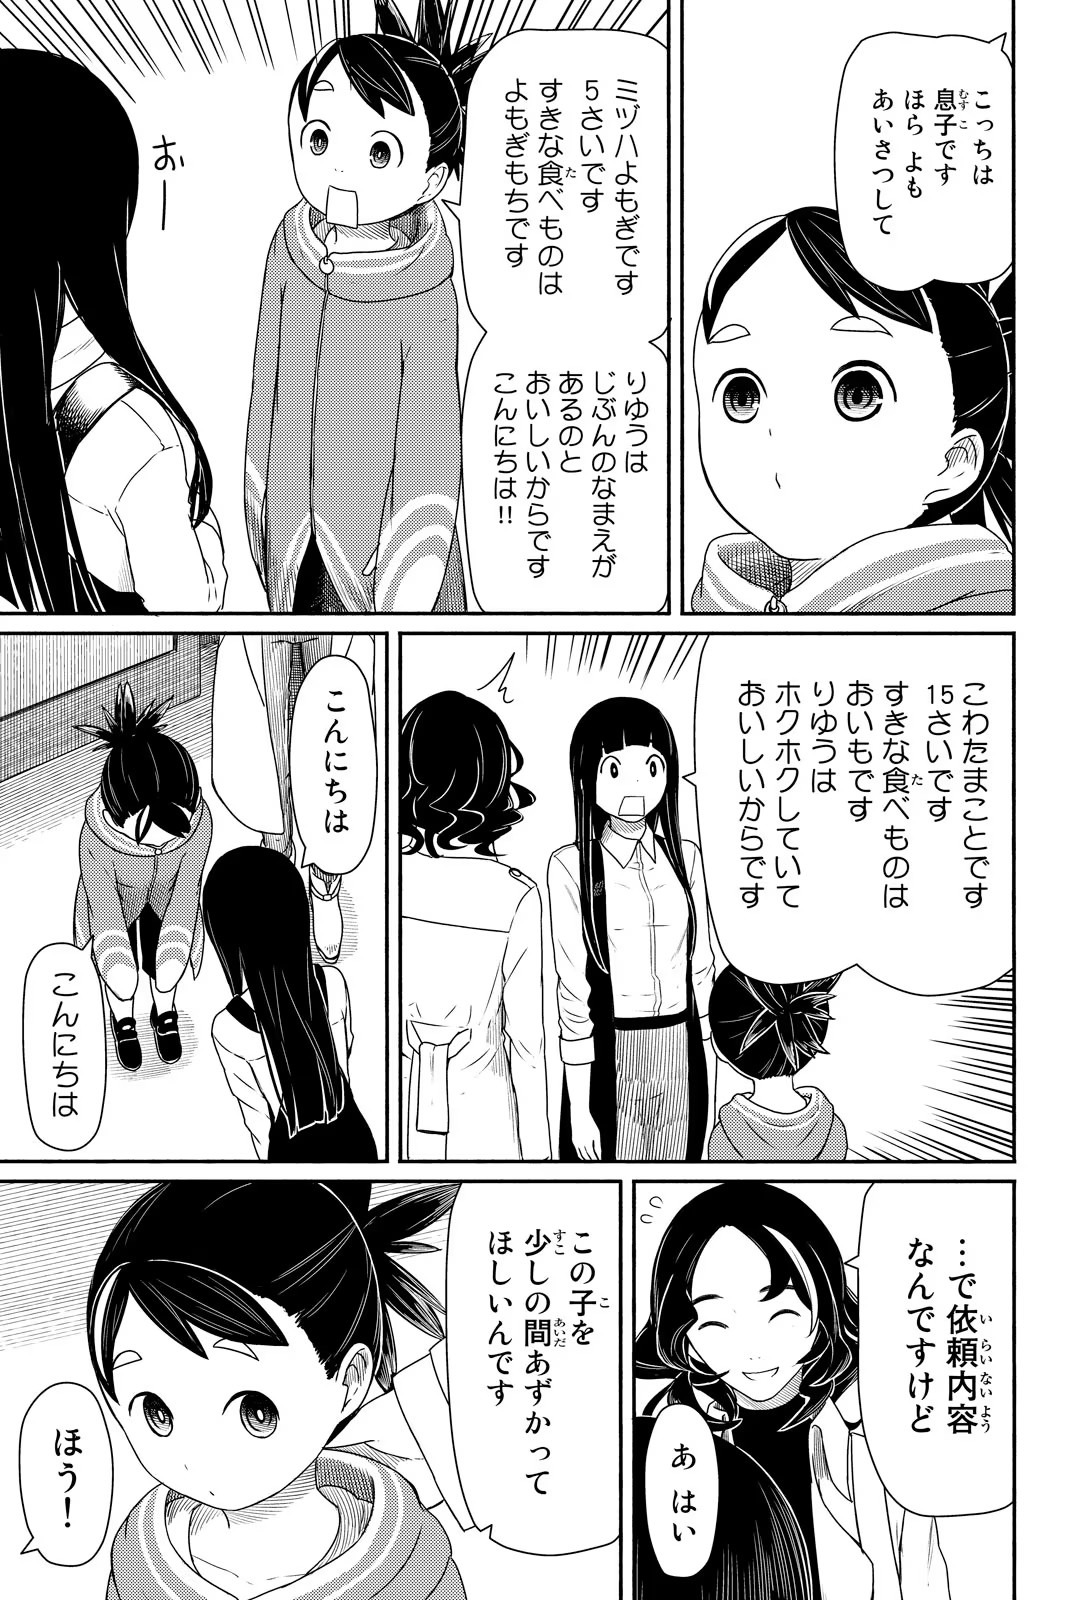 こっちは
息子です
ほら よも
あいさつして
ミヅハよもぎです
5さいです
すきな食べものは
よもぎもちです
りゆうは
じぶんのなまえが
あるのと
おいしいからです
こんにちは!!
おー
こわたまことです
15さいです
すきな食べものは
おいもです
りゆうは
ホクホクしていて
おいしいからです
こんにちは
こんにちは
…で依頼内容
なんですけど
あ はい
この子を
少しの間あずかって
ほしいんです
ほう!